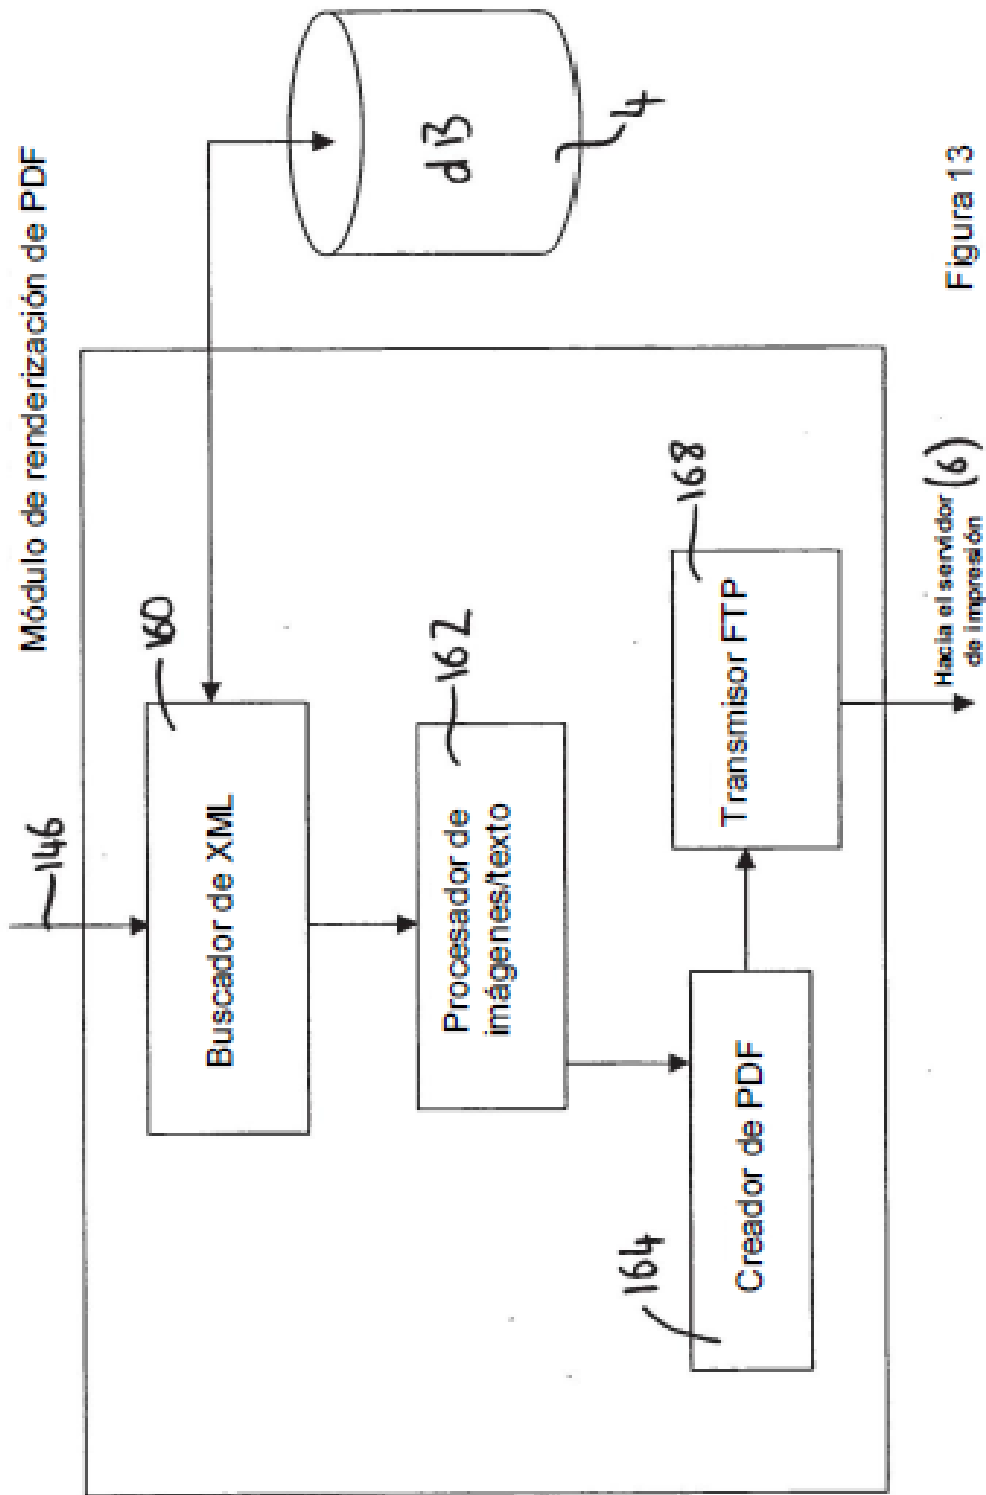 Módulo de renderización de PDF
146
160
Buscador de XML
dB
4
162
Procesador de
imágenes/texto
164
Creador de PDF
168
Transmisor FTP
Hacia el servidor (6)
de impresión
Figura 13